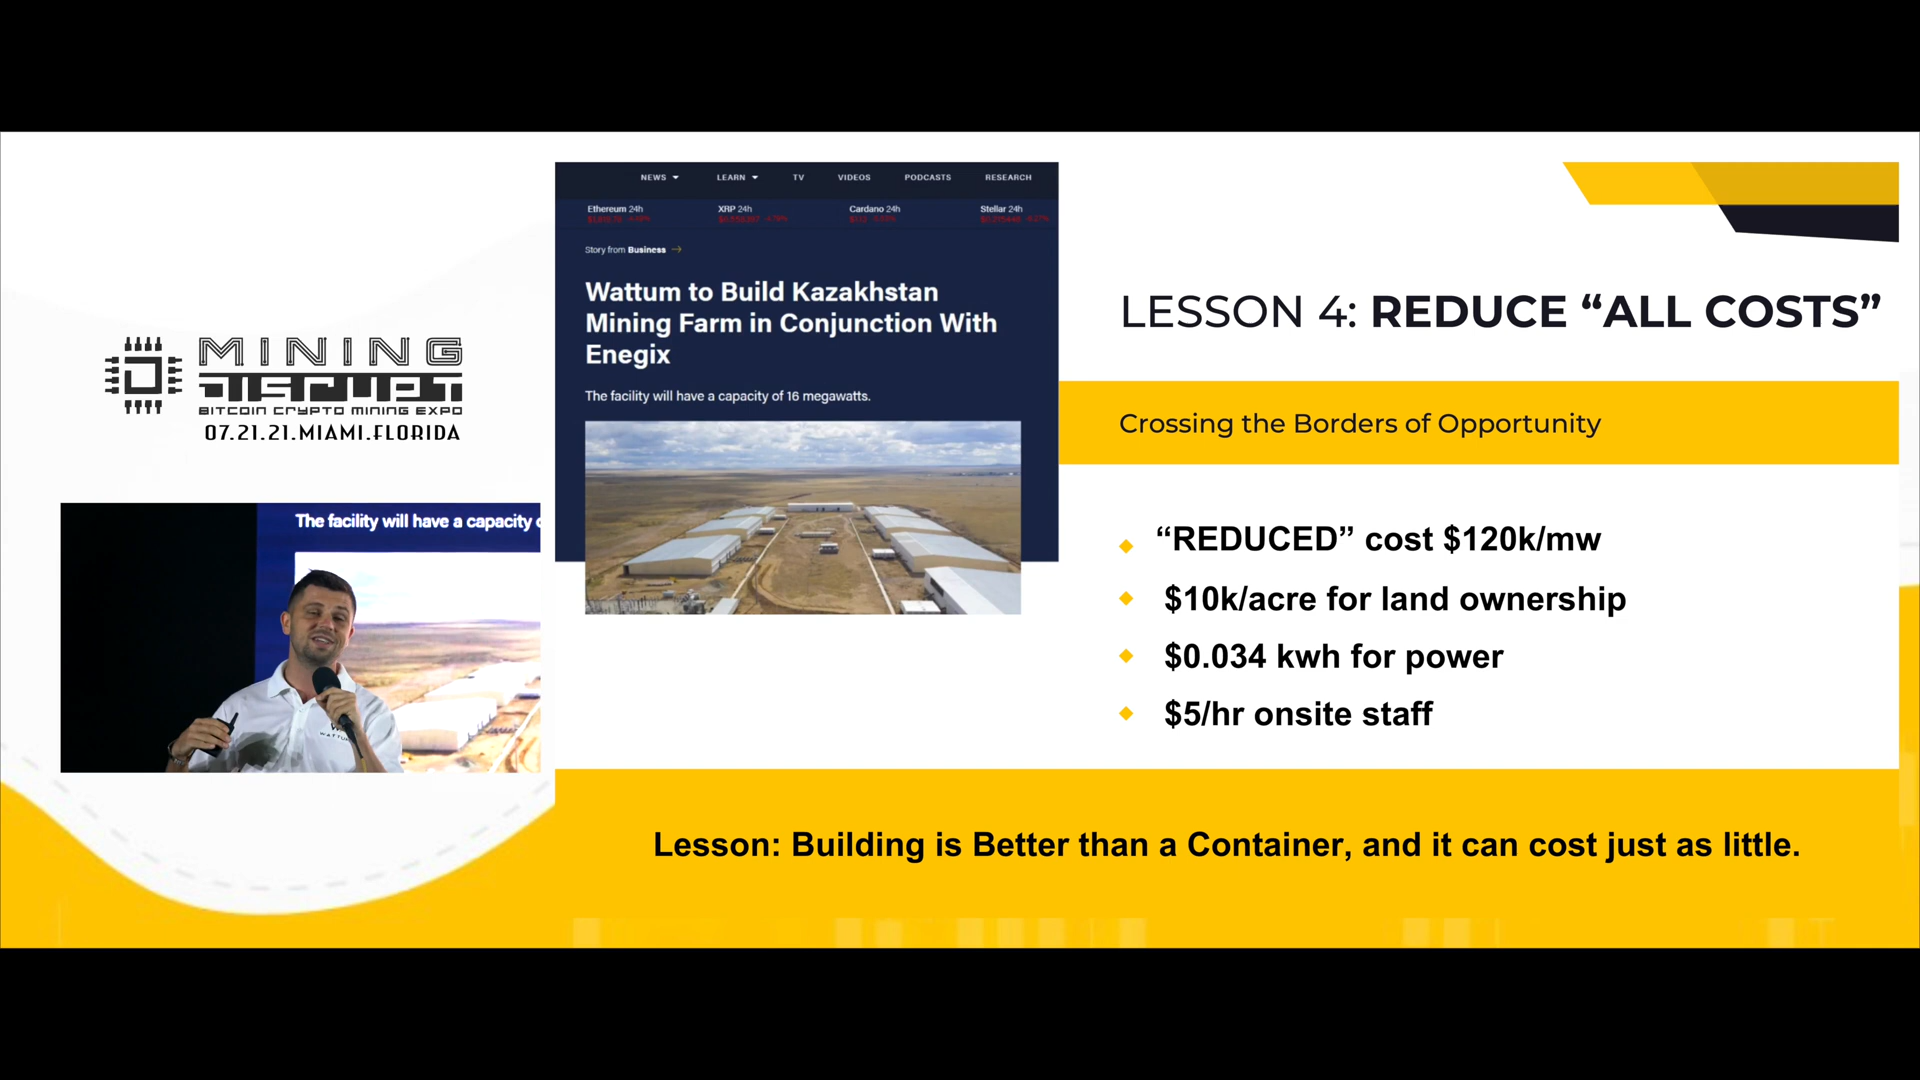 MINING
DISRUPT
BITCOIN CRYPTO MINING EXPO
07.21.21.MIAMI.FLORIDA
The facility will have a capacity
WATTUM
NEWS LEARN TV VIDEOS PODCASTS RESEARCH
Ethereum 24h XRP 24h Cardano 24h Stellar 24h
Story from Business →
Wattum to Build Kazakhstan
Mining Farm in Conjunction With
Enegix
The facility will have a capacity of 16 megawatts.
LESSON 4: REDUCE “ALL COSTS”
Crossing the Borders of Opportunity
“REDUCED” cost $120k/mw
$10k/acre for land ownership
$0.034 kwh for power
$5/hr onsite staff
Lesson: Building is Better than a Container, and it can cost just as little.